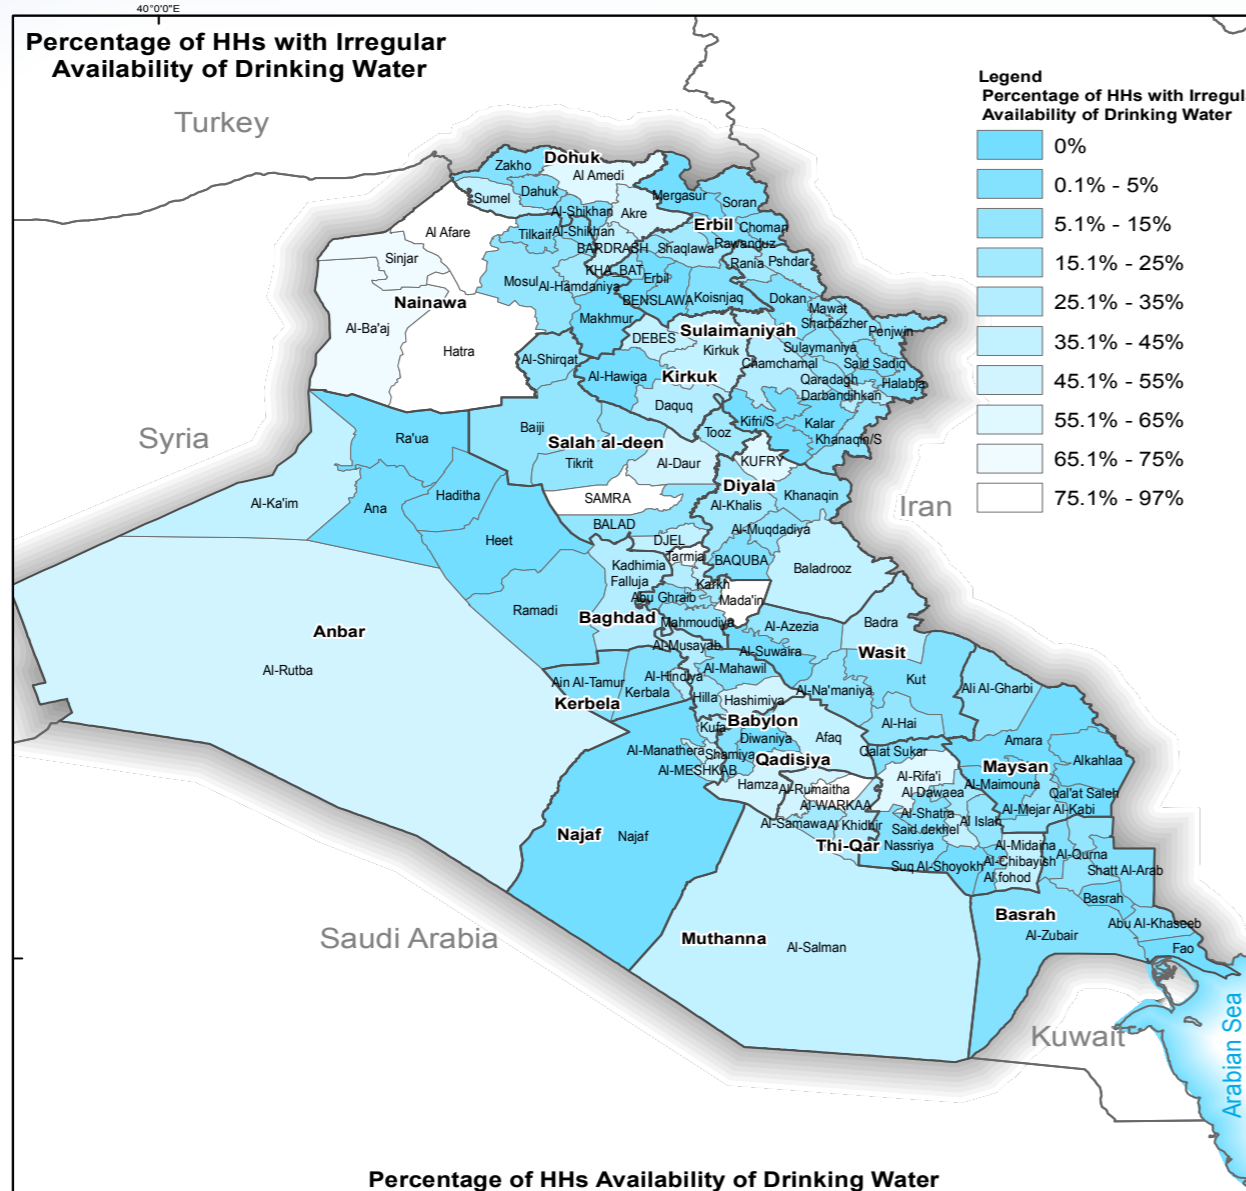 40°0'0"E
Percentage of HHs with Irregular
Availability of Drinking Water
Legend
Percentage of HHs with Irregul
Availability of Drinking Water
0%
0.1% - 5%
5.1% - 15%
15.1% - 25%
25.1% - 35%
35.1% - 45%
45.1% - 55%
55.1% - 65%
65.1% - 75%
75.1% - 97%
Turkey
Syria
Iran
Saudi Arabia
Kuwait
Arabian Sea
Dohuk
Zakho
Al Amedi
Dahuk
Sumel
Al-Shikhan
Akre
Mergasur
Soran
Erbil
Choman
Al Afare
Tilkaif
Al-Shikhan
BARDRASH
Shaqlawa
Rawanduz
Sinjar
KHA_BAT
Rania
Pshdar
Mosul
Al-Hamdaniya
Erbil
Nainawa
BENSLAWA
Koisnjaq
Dokan
Mawat
Al-Ba'aj
Makhmur
Sharbazher
Penjwin
Sulaimaniyah
DEBES
Hatra
Kirkuk
Sulaymaniya
Al-Shirqat
Chamchamal
Said Sadiq
Al-Hawiga
Kirkuk
Qaradagh
Halabja
Darbandihkan
Daquq
Kifri/S
Kalar
Baiji
Tooz
Khanaqin/S
Ra'ua
Salah al-deen
Tikrit
Al-Daur
KUFRY
Diyala
Khanaqin
Al-Ka'im
Ana
Haditha
SAMRA
Al-Khalis
BALAD
Al-Muqdadiya
Heet
DJEL
Tarmia
BAQUBA
Kadhimia
Baladrooz
Falluja
Karkh
Abu Ghraib
Mada'in
Ramadi
Baghdad
Mahmoudiya
Al-Azezia
Badra
Anbar
Al-Musayab
Al-Suwaira
Wasit
Al-Rutba
Ain Al-Tamur
Al-Hindiya
Al-Mahawil
Kut
Kerbala
Hilla
Hashimiya
Al-Na'maniya
Ali Al-Gharbi
Kerbela
Babylon
Al-Hai
Kufa
Diwaniya
Afaq
Amara
Al-Manathera
Shamiya
Qadisiya
Qalat Sukar
Alkahlaa
Al-MESHKAB
Maysan
Hamza
Al-Rumaitha
Al-Rifa'i
Al-Maimouna
Al Dawaea
Qal'at Saleh
Al-WARKAA
Al-Shatra
Al-Mejar Al-Kabi
Al-Samawa
Al Khidhir
Said dekhel
Al Islah
Najaf
Najaf
Thi-Qar
Nassriya
Al-Midaina
Al-Chibayish
Al-Qurna
Suq Al-Shoyokh
Al fohod
Shatt Al-Arab
Basrah
Basrah
Abu Al-Khaseeb
Muthanna
Al-Salman
Al-Zubair
Fao
Percentage of HHs Availability of Drinking Water